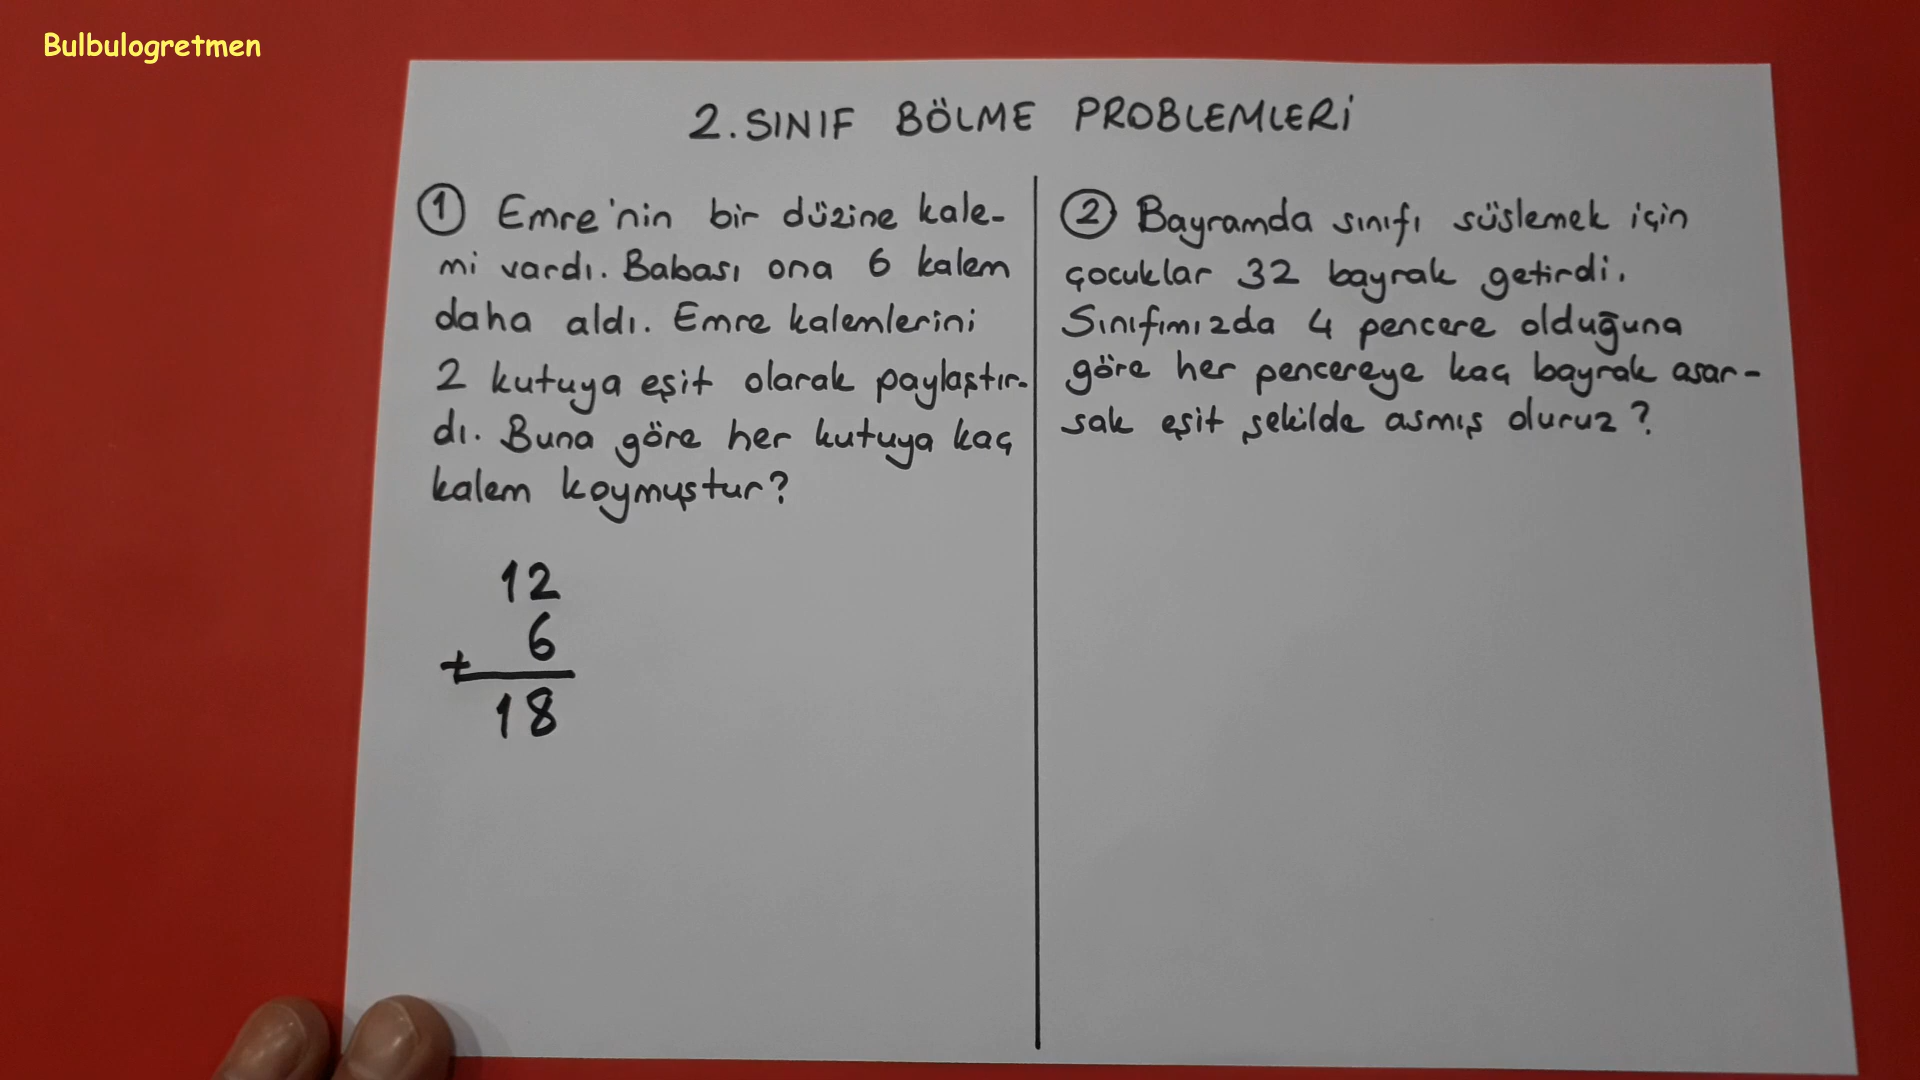 Bulbulogretmen
2. SINIF BÖLME PROBLEMLERİ
1 Emre'nin bir düzine kale-
mi vardı. Babası ona 6 kalem
daha aldı. Emre kalemlerini
2 kutuya eşit olarak paylaştır-
dı. Buna göre her kutuya kaç
kalem koymuştur?
12
6
+
18
2 Bayramda sınıfı süslemek için
çocuklar 32 bayrak getirdi.
Sınıfımızda 4 pencere olduğuna
göre her pencereye kaç bayrak asar-
sak eşit şekilde asmış oluruz?